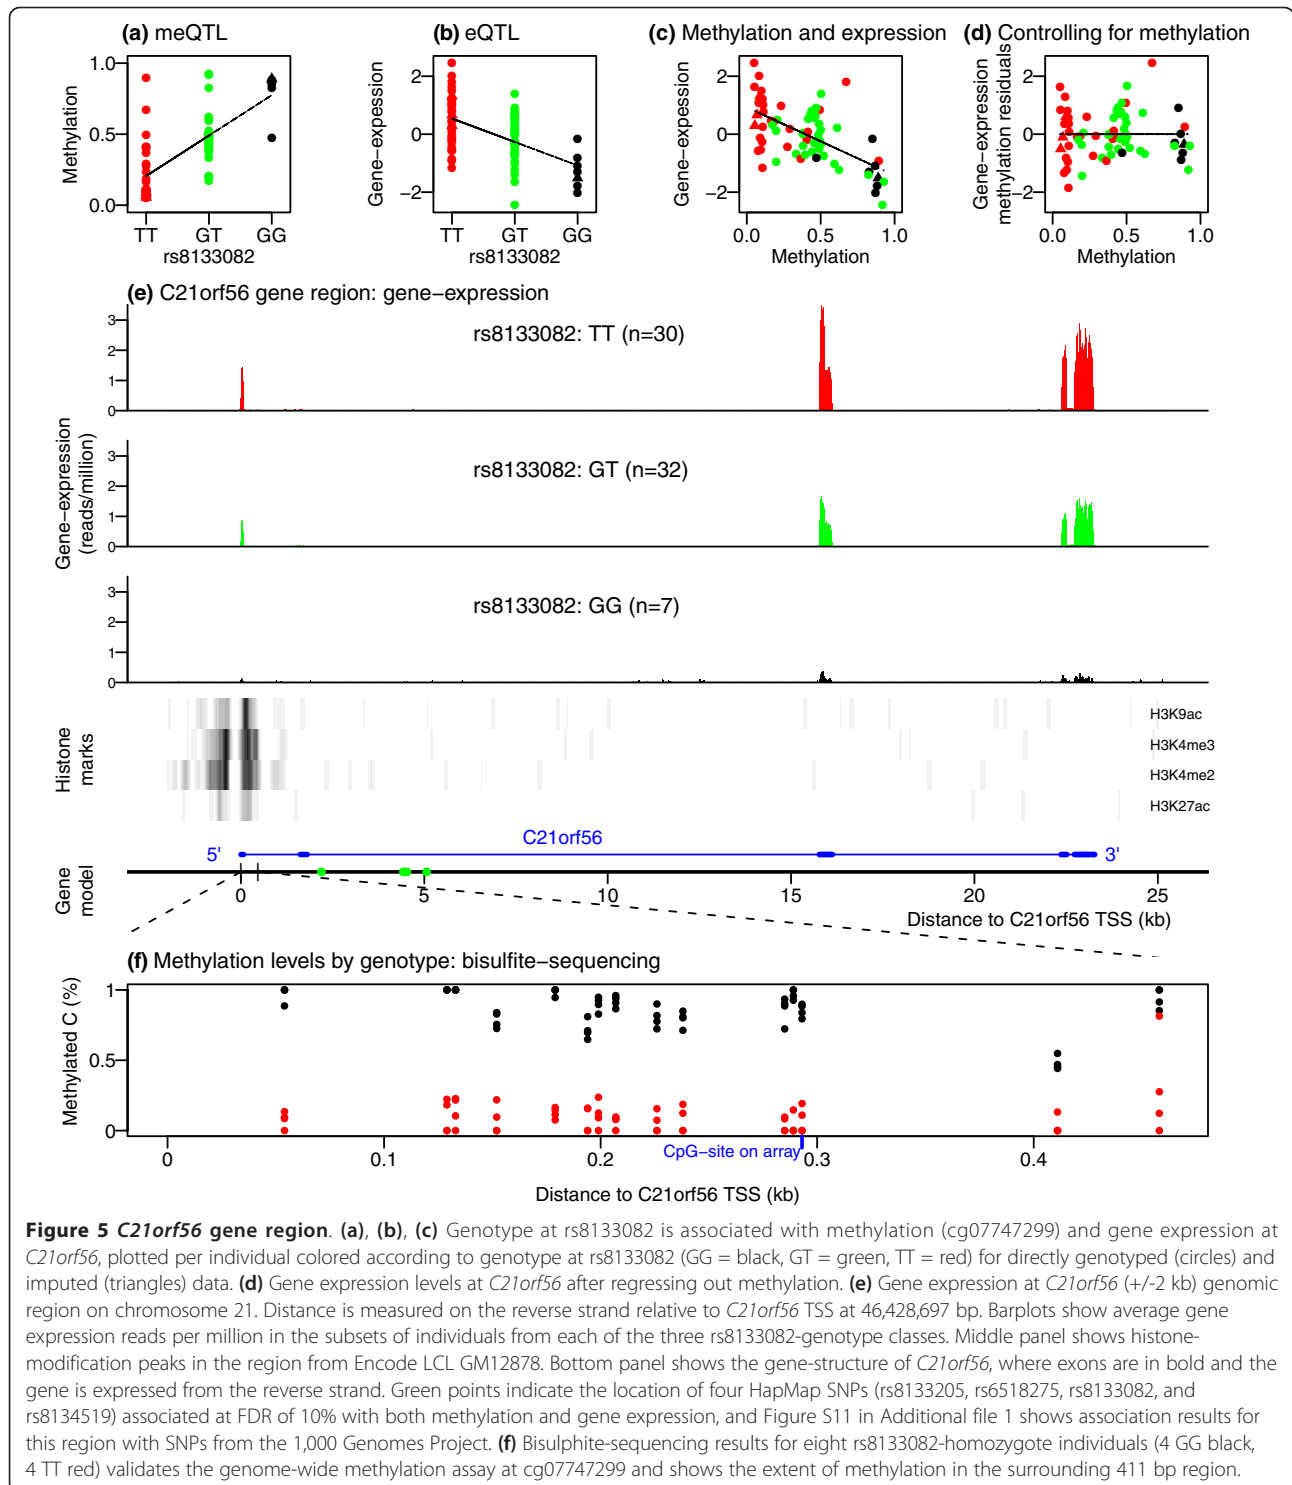 (a) meQTL
(b) eQTL
(c) Methylation and expression
(d) Controlling for methylation
Methylation
1.0
0.5
0.0
TT GT GG
rs8133082
Gene−expression
2
0
−2
TT GT GG
rs8133082
Gene−expression
2
0
−2
0.0 0.5 1.0
Methylation
Gene−expression
methylation residuals
2
0
−2
0.0 0.5 1.0
Methylation
(e) C21orf56 gene region: gene−expression
Gene−expression
(reads/million)
rs8133082: TT (n=30)
3
2
1
0
rs8133082: GT (n=32)
3
2
1
0
rs8133082: GG (n=7)
3
2
1
0
Histone
marks
H3K9ac
H3K4me3
H3K4me2
H3K27ac
Gene
model
C21orf56
5' 3'
0 5 10 15 20 25
Distance to C21orf56 TSS (kb)
(f) Methylation levels by genotype: bisulfite−sequencing
Methylated C (%)
1
0.5
0
CpG−site on array
0 0.1 0.2 0.3 0.4
Distance to C21orf56 TSS (kb)
Figure 5 C21orf56 gene region. (a), (b), (c) Genotype at rs8133082 is associated with methylation (cg07747299) and gene expression at
C21orf56, plotted per individual colored according to genotype at rs8133082 (GG = black, GT = green, TT = red) for directly genotyped (circles) and
imputed (triangles) data. (d) Gene expression levels at C21orf56 after regressing out methylation. (e) Gene expression at C21orf56 (+/-2 kb) genomic
region on chromosome 21. Distance is measured on the reverse strand relative to C21orf56 TSS at 46,428,697 bp. Barplots show average gene
expression reads per million in the subsets of individuals from each of the three rs8133082-genotype classes. Middle panel shows histone-
modification peaks in the region from Encode LCL GM12878. Bottom panel shows the gene-structure of C21orf56, where exons are in bold and the
gene is expressed from the reverse strand. Green points indicate the location of four HapMap SNPs (rs8133205, rs6518275, rs8133082, and
rs8134519) associated at FDR of 10% with both methylation and gene expression, and Figure S11 in Additional file 1 shows association results for
this region with SNPs from the 1,000 Genomes Project. (f) Bisulphite-sequencing results for eight rs8133082-homozygote individuals (4 GG black,
4 TT red) validates the genome-wide methylation assay at cg07747299 and shows the extent of methylation in the surrounding 411 bp region.